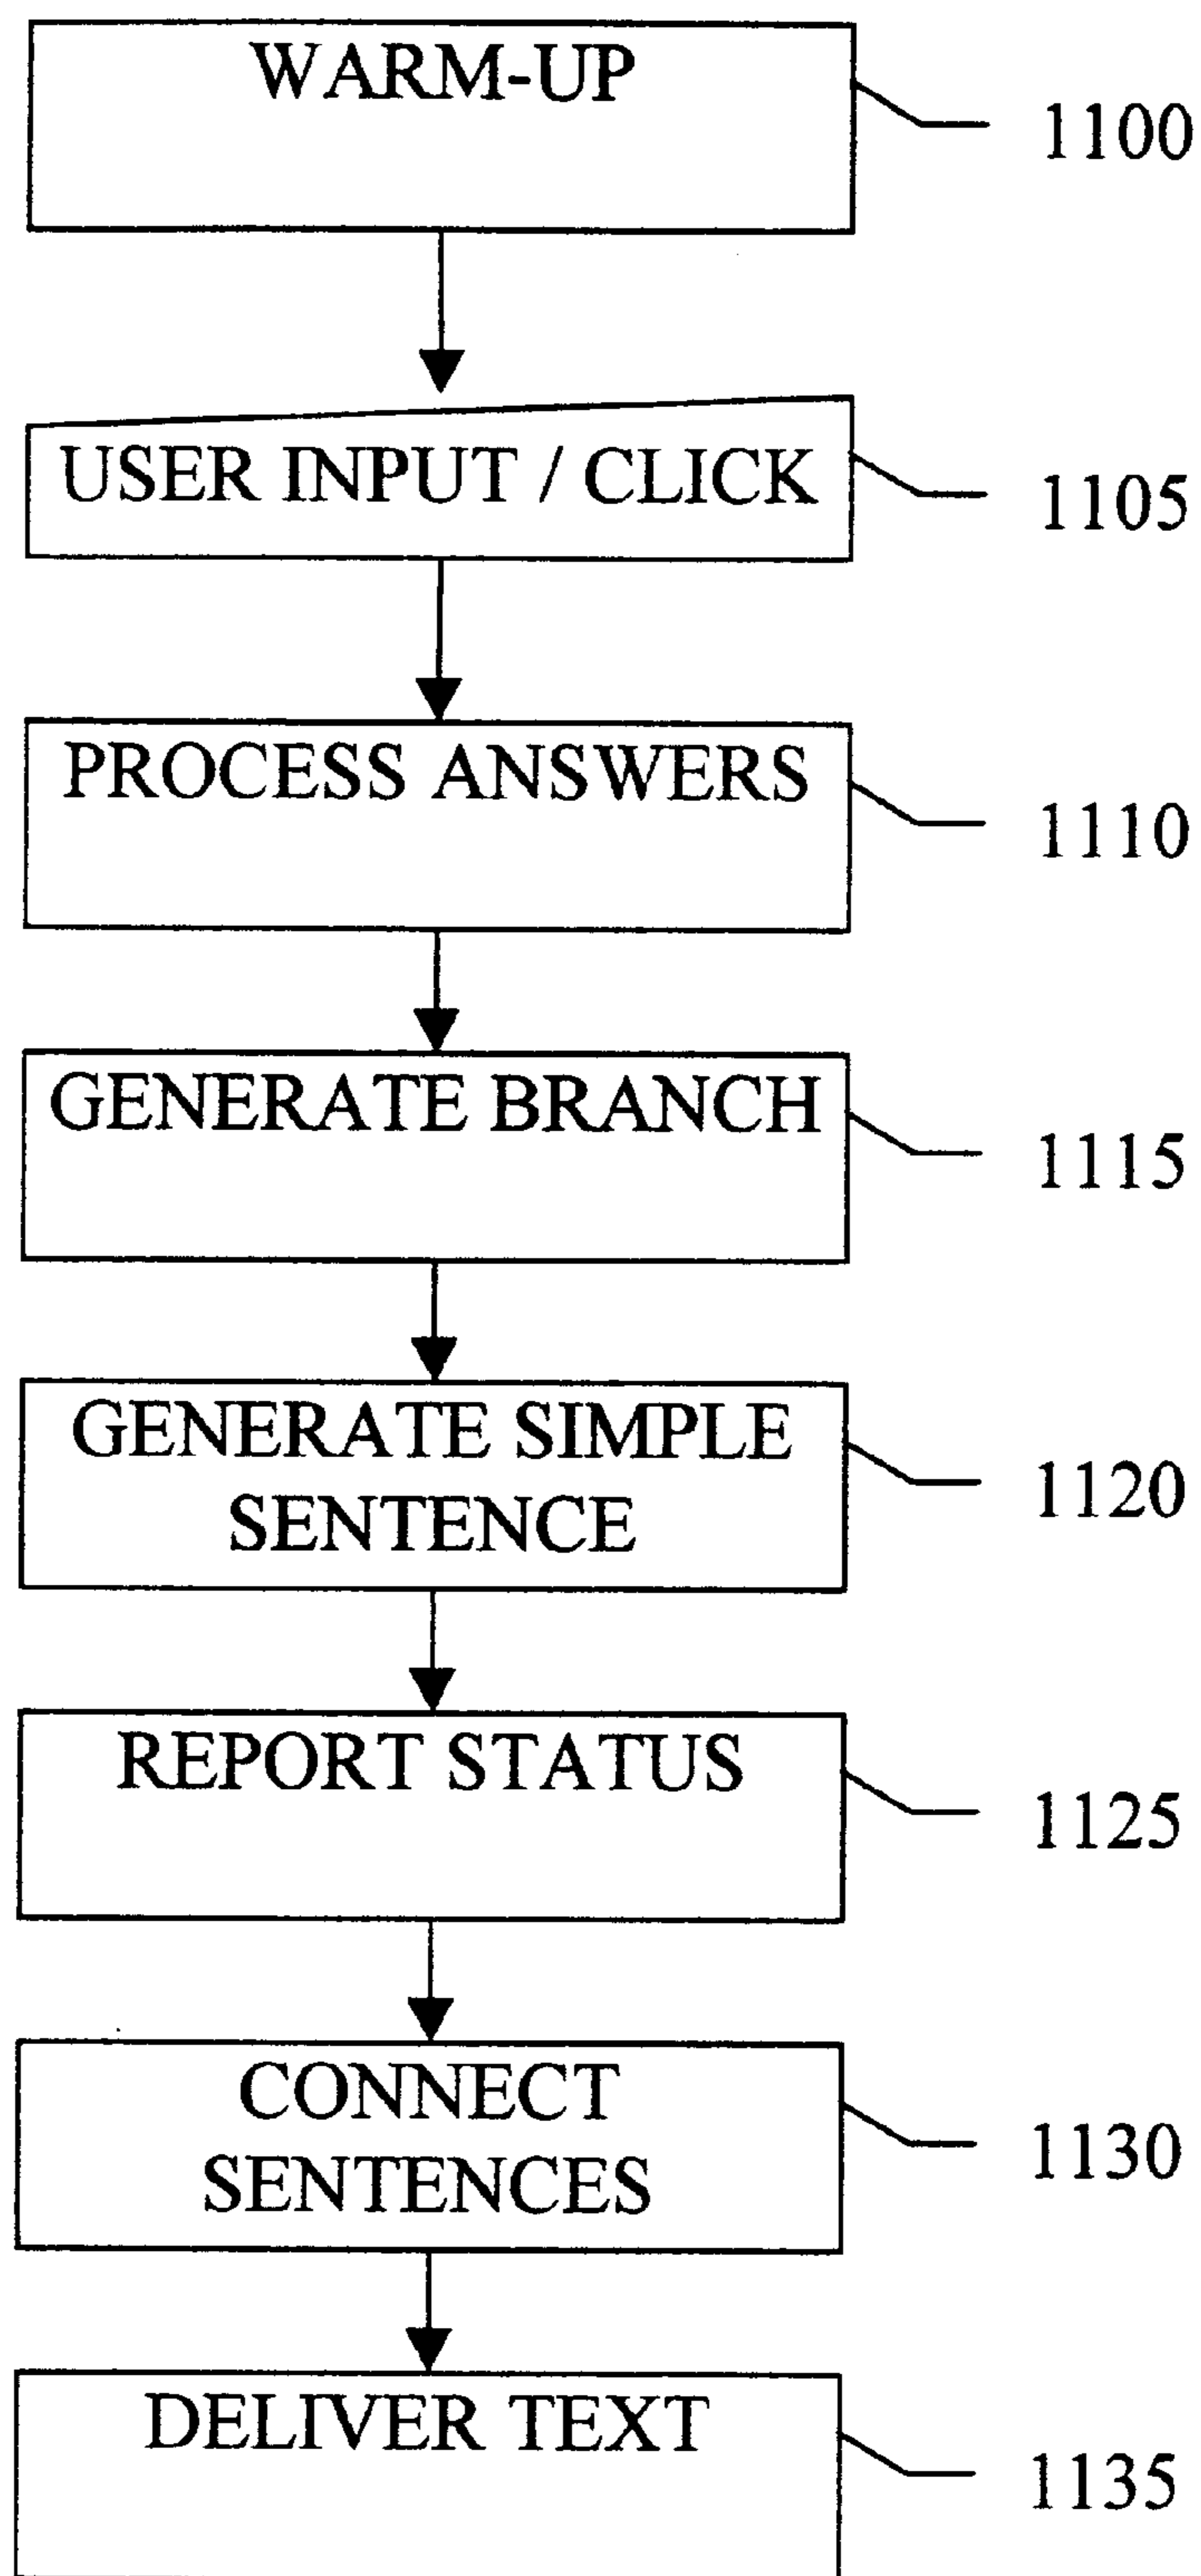 WARM-UP
1100
USER INPUT / CLICK
1105
PROCESS ANSWERS
1110
GENERATE BRANCH
1115
GENERATE SIMPLE
SENTENCE
1120
REPORT STATUS
1125
CONNECT
SENTENCES
1130
DELIVER TEXT
1135